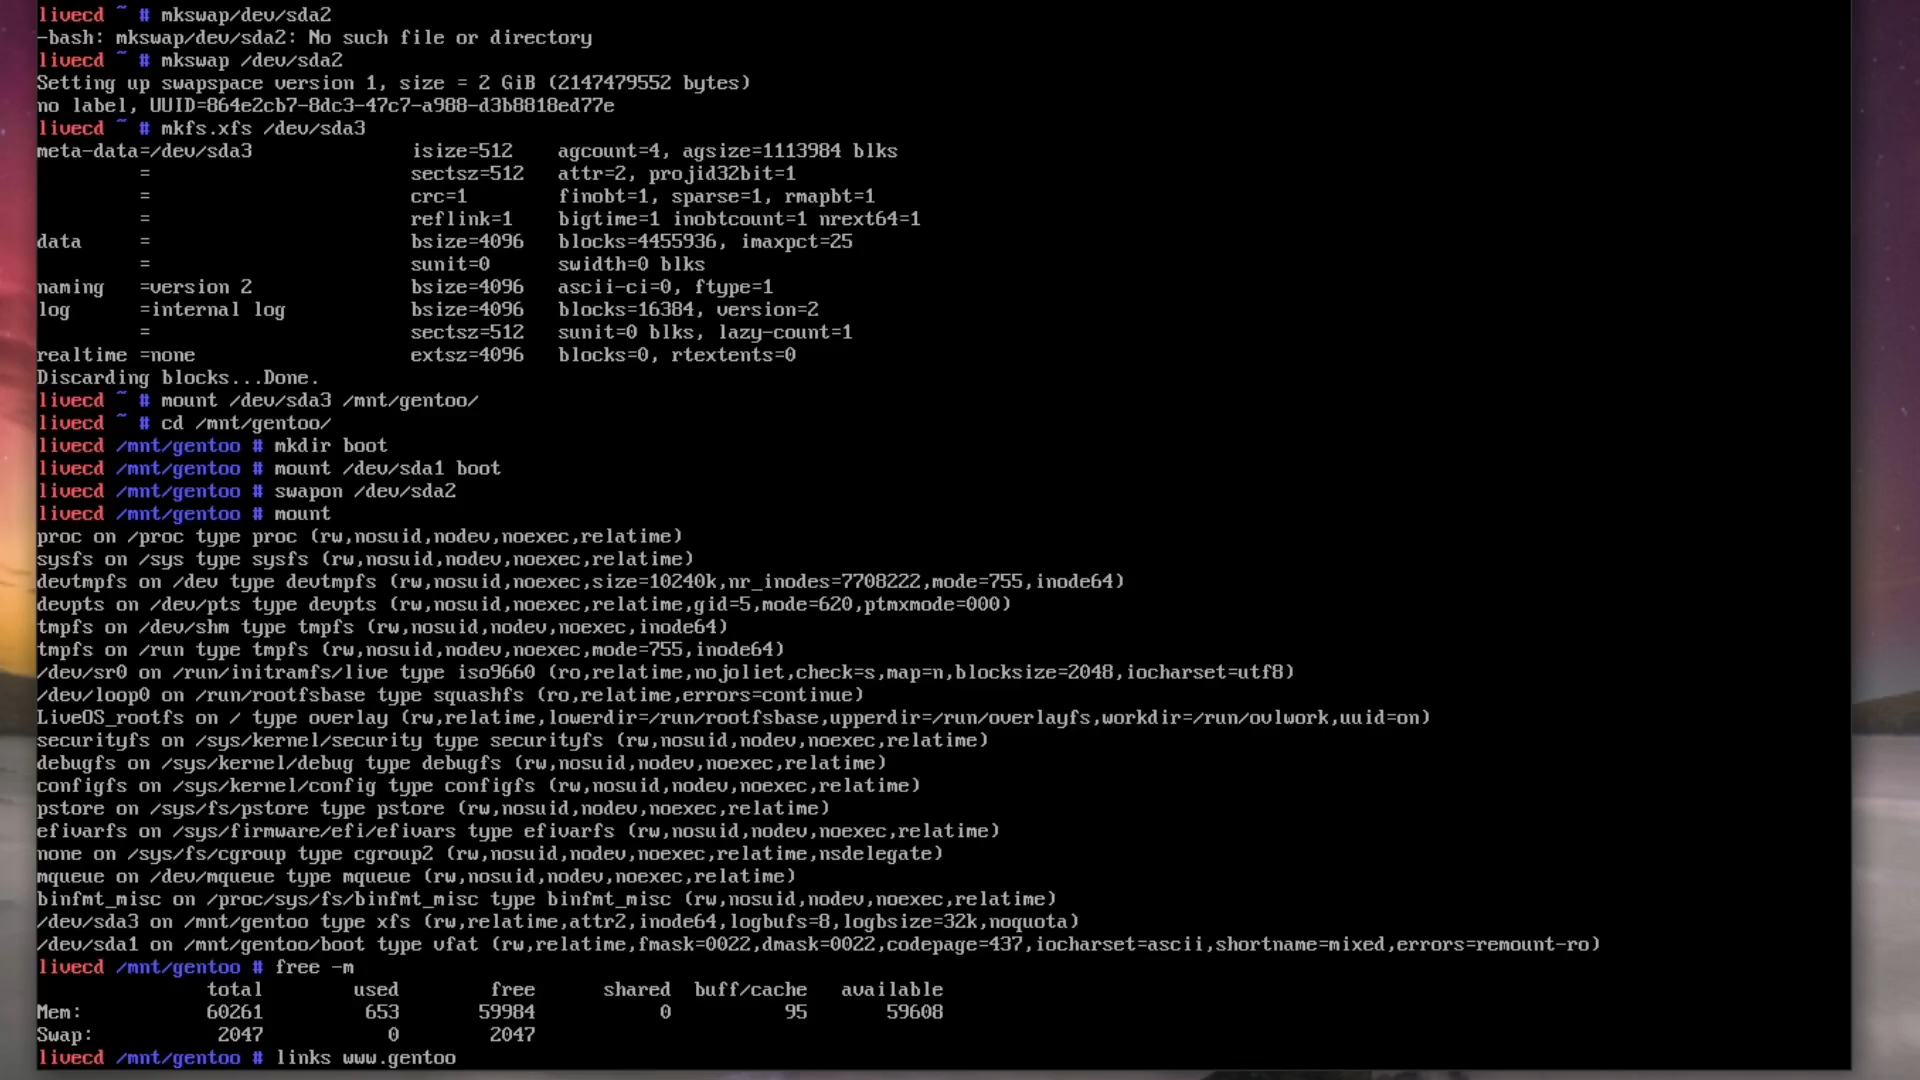 livecd ~ # mkswap/dev/sda2
-bash: mkswap/dev/sda2: No such file or directory
livecd ~ # mkswap /dev/sda2
Setting up swapspace version 1, size = 2 GiB (2147479552 bytes)
no label, UUID=864e2cb7-8dc3-47c7-a988-d3b8818ed77e
livecd ~ # mkfs.xfs /dev/sda3
meta-data=/dev/sda3              isize=512    agcount=4, agsize=1113984 blks
         =                       sectsz=512   attr=2, projid32bit=1
         =                       crc=1        finobt=1, sparse=1, rmapbt=1
         =                       reflink=1    bigtime=1 inobtcount=1 nrext64=1
data     =                       bsize=4096   blocks=4455936, imaxpct=25
         =                       sunit=0      swidth=0 blks
naming   =version 2              bsize=4096   ascii-ci=0, ftype=1
log      =internal log           bsize=4096   blocks=16384, version=2
         =                       sectsz=512   sunit=0 blks, lazy-count=1
realtime =none                   extsz=4096   blocks=0, rtextents=0
Discarding blocks...Done.
livecd ~ # mount /dev/sda3 /mnt/gentoo/
livecd ~ # cd /mnt/gentoo/
livecd /mnt/gentoo # mkdir boot
livecd /mnt/gentoo # mount /dev/sda1 boot
livecd /mnt/gentoo # swapon /dev/sda2
livecd /mnt/gentoo # mount
proc on /proc type proc (rw,nosuid,nodev,noexec,relatime)
sysfs on /sys type sysfs (rw,nosuid,nodev,noexec,relatime)
devtmpfs on /dev type devtmpfs (rw,nosuid,noexec,size=10240k,nr_inodes=7708222,mode=755,inode64)
devpts on /dev/pts type devpts (rw,nosuid,noexec,relatime,gid=5,mode=620,ptmxmode=000)
tmpfs on /dev/shm type tmpfs (rw,nosuid,nodev,noexec,inode64)
tmpfs on /run type tmpfs (rw,nosuid,nodev,noexec,mode=755,inode64)
/dev/sr0 on /run/initramfs/live type iso9660 (ro,relatime,nojoliet,check=s,map=n,blocksize=2048,iocharset=utf8)
/dev/loop0 on /run/rootfsbase type squashfs (ro,relatime,errors=continue)
LiveOS_rootfs on / type overlay (rw,relatime,lowerdir=/run/rootfsbase,upperdir=/run/overlayfs,workdir=/run/ovlwork,uuid=on)
securityfs on /sys/kernel/security type securityfs (rw,nosuid,nodev,noexec,relatime)
debugfs on /sys/kernel/debug type debugfs (rw,nosuid,nodev,noexec,relatime)
configfs on /sys/kernel/config type configfs (rw,nosuid,nodev,noexec,relatime)
pstore on /sys/fs/pstore type pstore (rw,nosuid,nodev,noexec,relatime)
efivarfs on /sys/firmware/efi/efivars type efivarfs (rw,nosuid,nodev,noexec,relatime)
none on /sys/fs/cgroup type cgroup2 (rw,nosuid,nodev,noexec,relatime,nsdelegate)
mqueue on /dev/mqueue type mqueue (rw,nosuid,nodev,noexec,relatime)
binfmt_misc on /proc/sys/fs/binfmt_misc type binfmt_misc (rw,nosuid,nodev,noexec,relatime)
/dev/sda3 on /mnt/gentoo type xfs (rw,relatime,attr2,inode64,logbufs=8,logbsize=32k,noquota)
/dev/sda1 on /mnt/gentoo/boot type vfat (rw,relatime,fmask=0022,dmask=0022,codepage=437,iocharset=ascii,shortname=mixed,errors=remount-ro)
livecd /mnt/gentoo # free -m
               total        used        free      shared  buff/cache   available
Mem:           60261         653       59984           0          95       59608
Swap:           2047           0        2047
livecd /mnt/gentoo # links www.gentoo